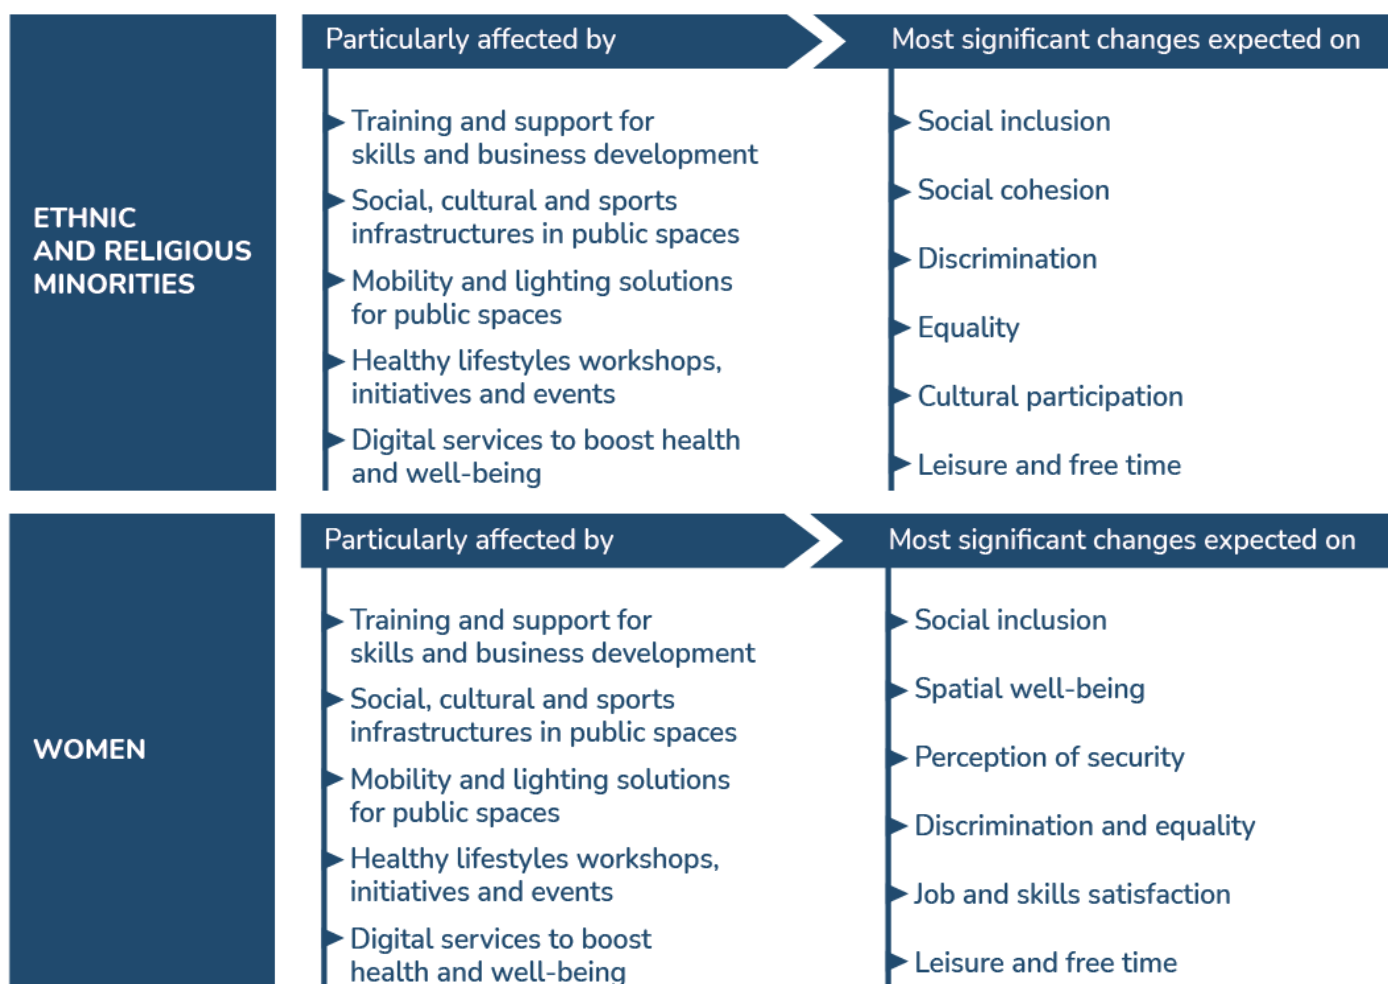 ETHNIC
AND RELIGIOUS
MINORITIES
Particularly affected by
Training and support for
skills and business development
Social, cultural and sports
infrastructures in public spaces
Mobility and lighting solutions
for public spaces
Healthy lifestyles workshops,
initiatives and events
Digital services to boost health
and well-being
Most significant changes expected on
Social inclusion
Social cohesion
Discrimination
Equality
Cultural participation
Leisure and free time
WOMEN
Particularly affected by
Training and support for
skills and business development
Social, cultural and sports
infrastructures in public spaces
Mobility and lighting solutions
for public spaces
Healthy lifestyles workshops,
initiatives and events
Digital services to boost
health and well-being
Most significant changes expected on
Social inclusion
Spatial well-being
Perception of security
Discrimination and equality
Job and skills satisfaction
Leisure and free time